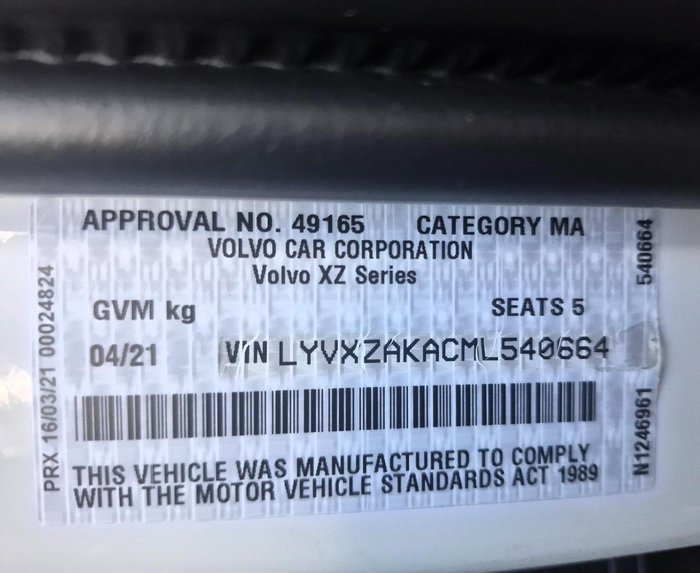 APPROVAL NO. 49165 CATEGORY MA
VOLVO CAR CORPORATION
Volvo XZ Series
GVM kg SEATS 5
04/21 VIN LYVXZAKACML540664
THIS VEHICLE WAS MANUFACTURED TO COMPLY
WITH THE MOTOR VEHICLE STANDARDS ACT 1989
PRX 16/03/21 00024824
N1246961 540664